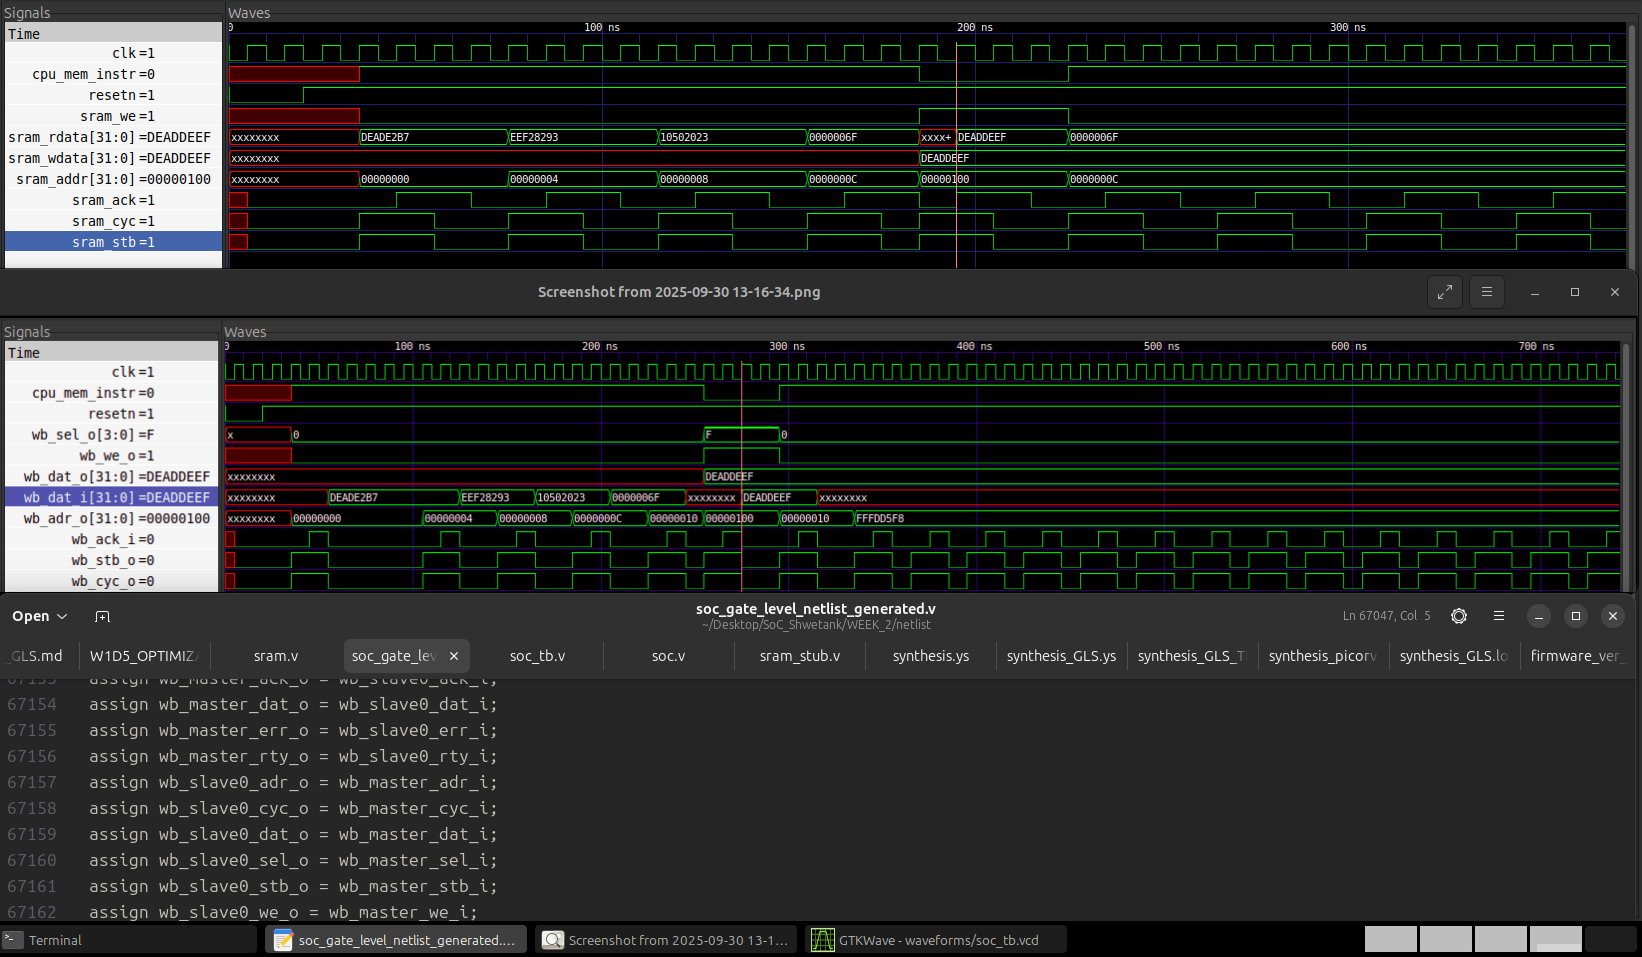 Signals Waves
Time 0 100 ns 200 ns 300 ns
clk=1
cpu_mem_instr=0
resetn=1
sram_we=1
sram_rdata[31:0]=DEADDEEF xxxxxxxx DEADE2B7 EEF28293 10502023 0000006F xxxx+ DEADDEEF 0000006F
sram_wdata[31:0]=DEADDEEF xxxxxxxx DEADDEEF
sram_addr[31:0]=00000100 xxxxxxxx 00000000 00000004 00000008 0000000C 00000100 0000000C
sram_ack=1
sram_cyc=1
sram_stb=1
Screenshot from 2025-09-30 13-16-34.png
Signals Waves
Time 0 100 ns 200 ns 300 ns 400 ns 500 ns 600 ns 700 ns
clk=1
cpu_mem_instr=0
resetn=1
wb_sel_o[3:0]=F x 0 F 0
wb_we_o=1
wb_dat_o[31:0]=DEADDEEF xxxxxxxx DEADDEEF
wb_dat_i[31:0]=DEADDEEF xxxxxxxx DEADE2B7 EEF28293 10502023 0000006F xxxxxxxx DEADDEEF xxxxxxxx
wb_adr_o[31:0]=00000100 xxxxxxxx 00000000 00000004 00000008 0000000C 00000010 00000100 00000010 FFFDD5F8
wb_ack_i=0
wb_stb_o=0
wb_cyc_o=0
Open soc_gate_level_netlist_generated.v Ln 67047, Col 5
~/Desktop/SoC_Shwetank/WEEK_2/netlist
_GLS.md W1D5_OPTIMIZA sram.v soc_gate_lev soc_tb.v soc.v sram_stub.v synthesis.ys synthesis_GLS.ys synthesis_GLS_T synthesis_picorv synthesis_GLS.lo firmware_ver_
67153 assign wb_master_ack_o = wb_slave0_ack_i;
67154 assign wb_master_dat_o = wb_slave0_dat_i;
67155 assign wb_master_err_o = wb_slave0_err_i;
67156 assign wb_master_rty_o = wb_slave0_rty_i;
67157 assign wb_slave0_adr_o = wb_master_adr_i;
67158 assign wb_slave0_cyc_o = wb_master_cyc_i;
67159 assign wb_slave0_dat_o = wb_master_dat_i;
67160 assign wb_slave0_sel_o = wb_master_sel_i;
67161 assign wb_slave0_stb_o = wb_master_stb_i;
67162 assign wb_slave0_we_o = wb_master_we_i;
Terminal soc_gate_level_netlist_generated.... Screenshot from 2025-09-30 13-1... GTKWave - waveforms/soc_tb.vcd